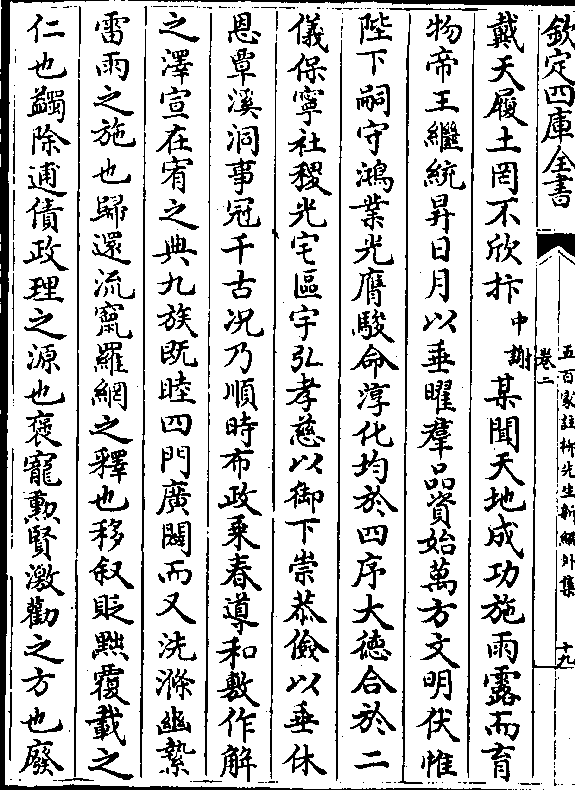 欽定四庫全書
五百家註柳先生新編外集
卷二
十九
戴天履土罔不欣抃中謝某聞天地成功施雨露而育
物帝王繼統昇日月以垂曜羣品資始萬方文明伏惟
陛下嗣守鴻業光膺駿命淳化均於四序大徳合於二
儀保寧社稷光宅區宇弘孝慈以御下崇恭儉以垂休
恩覃溪洞事冠千古况乃順時布政乘春導和敷作解
之澤宣在宥之典九族既睦四門廣闢而又洗滌幽縶
雷雨之施也歸還流竄羅網之釋也移叙貶黜覆載之
仁也蠲除逋債政理之源也褒寵勲賢激勸之方也廢